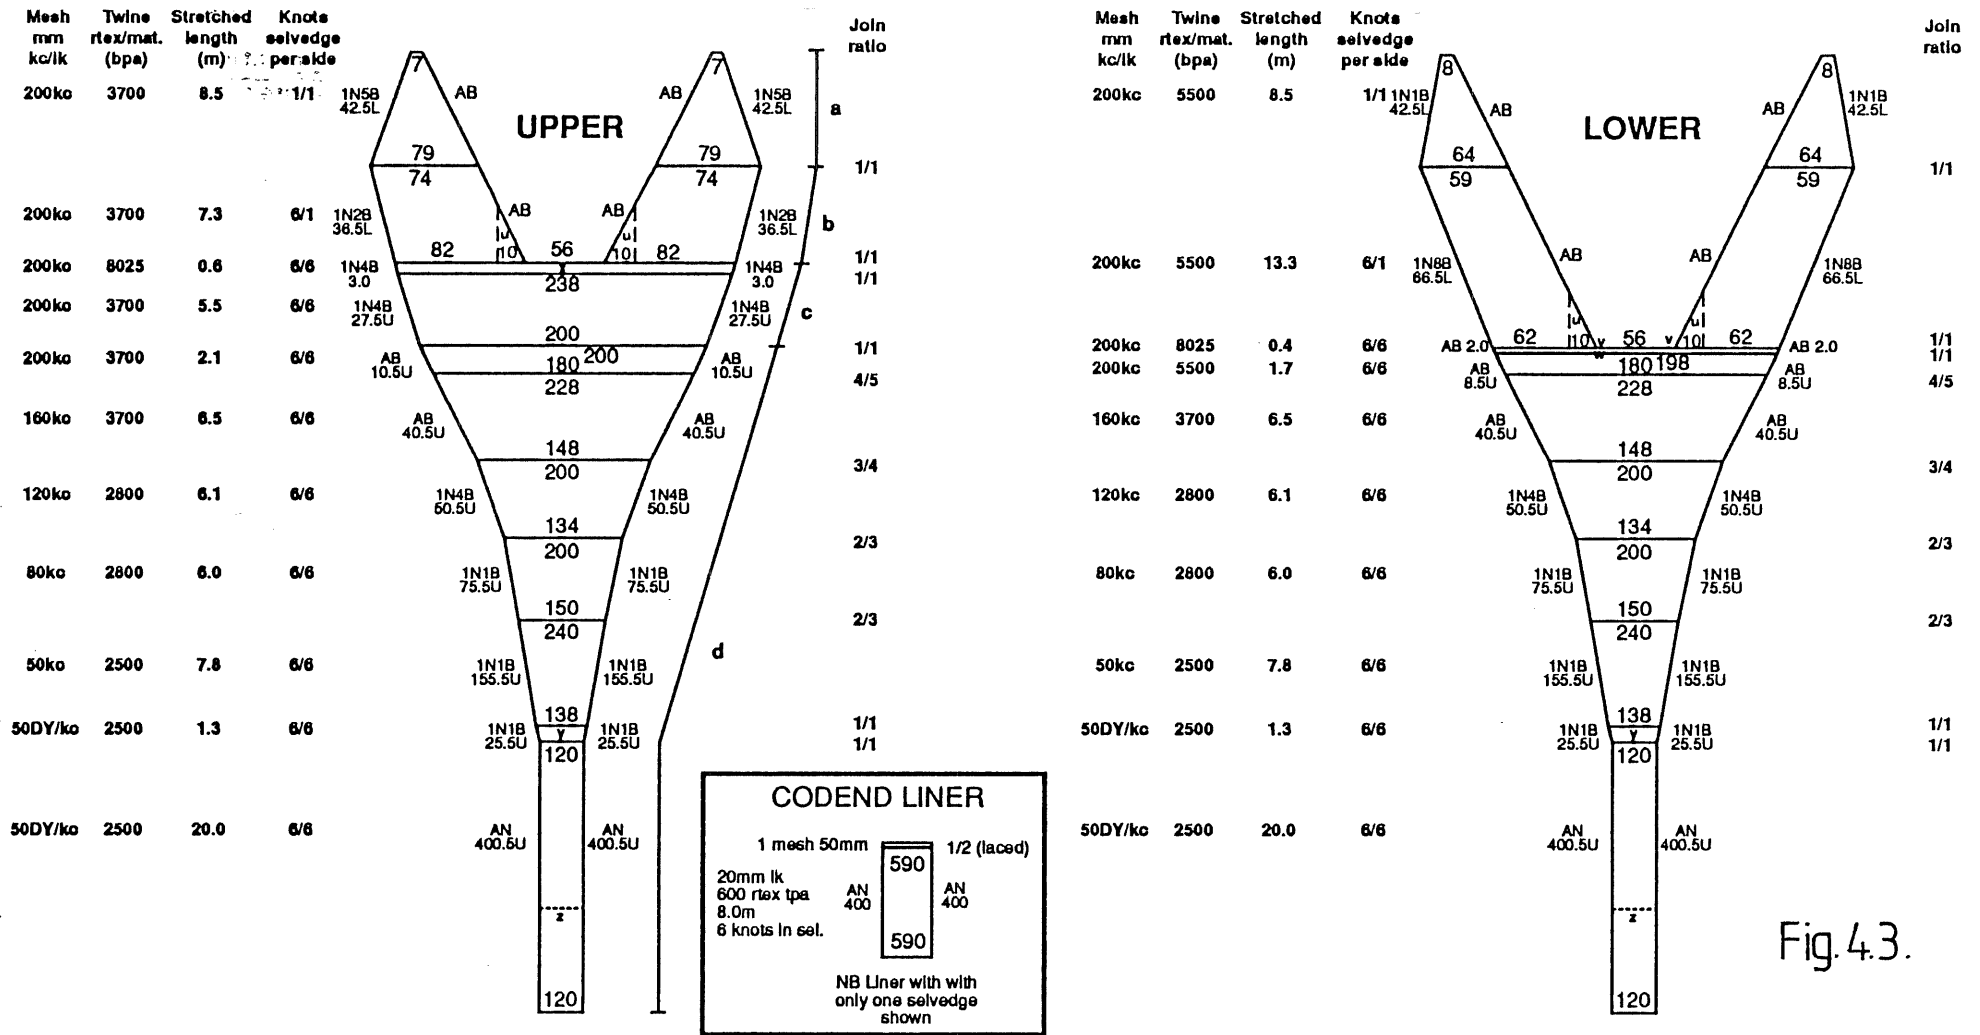 Mesh Twine Stretched Knots
mm rtex/mat. length selvedge
kc/lk (bpa) (m) per side
Join
ratio
200kc 3700 8.5 1/1
1N5B
42.5L
7
AB
UPPER
AB
7
1N5B
42.5L
a
79
74
79
74
1/1
200kc 3700 7.3 6/1
1N2B
36.5L
AB
AB
1N2B
36.5L
b
u
u
82 10 56 10 82
1/1
200kc 8025 0.6 6/6
1N4B
3.0
238
1N4B
3.0
1/1
200kc 3700 5.5 6/6
1N4B
27.5U
1N4B
27.5U
c
200
200
1/1
200kc 3700 2.1 6/6
AB
10.5U
180
228
AB
10.5U
4/5
160kc 3700 6.5 6/6
AB
40.5U
AB
40.5U
148
200
3/4
120kc 2800 6.1 6/6
1N4B
50.5U
1N4B
50.5U
134
200
2/3
80kc 2800 6.0 6/6
1N1B
75.5U
1N1B
75.5U
150
240
2/3
d
50kc 2500 7.8 6/6
1N1B
155.5U
1N1B
155.5U
138
1/1
50DY/kc 2500 1.3 6/6
1N1B
25.5U
y
1N1B
25.5U
120
1/1
50DY/kc 2500 20.0 6/6
AN
400.5U
AN
400.5U
z
120
CODEND LINER
1 mesh 50mm
1/2 (laced)
590
20mm lk
600 rtex tpa
8.0m
6 knots in sel.
AN
400
AN
400
590
NB Liner with with
only one selvedge
shown
Mesh Twine Stretched Knots
mm rtex/mat. length selvedge
kc/lk (bpa) (m) per side
Join
ratio
200kc 5500 8.5 1/1
1N1B
42.5L
8
AB
LOWER
AB
8
1N1B
42.5L
64
59
64
59
1/1
200kc 5500 13.3 6/1
1N8B
66.5L
AB
AB
1N8B
66.5L
u
u
62 10 v 56 v 10 62
1/1
200kc 8025 0.4 6/6
AB 2.0
w
AB 2.0
1/1
200kc 5500 1.7 6/6
AB
8.5U
180 198
228
AB
8.5U
4/5
160kc 3700 6.5 6/6
AB
40.5U
AB
40.5U
148
200
3/4
120kc 2800 6.1 6/6
1N4B
50.5U
1N4B
50.5U
134
200
2/3
80kc 2800 6.0 6/6
1N1B
75.5U
1N1B
75.5U
150
240
2/3
50kc 2500 7.8 6/6
1N1B
155.5U
1N1B
155.5U
138
1/1
50DY/kc 2500 1.3 6/6
1N1B
25.5U
y
1N1B
25.5U
120
1/1
50DY/kc 2500 20.0 6/6
AN
400.5U
AN
400.5U
z
120
Fig. 4.3.